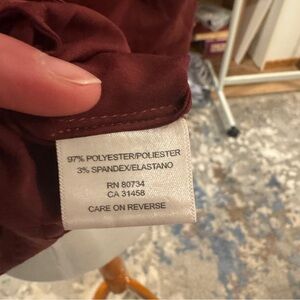 97% POLYESTER/POLIESTER
3% SPANDEX/ELASTANO
RN 80734
CA 31458
CARE ON REVERSE